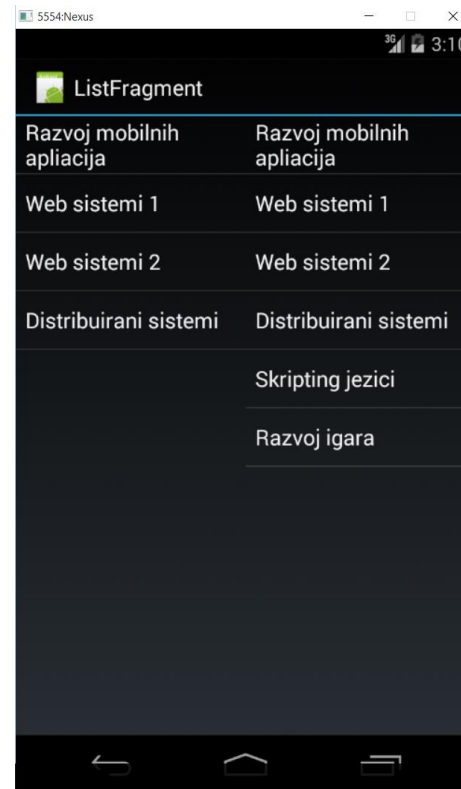 5554:Nexus
3G 3:10
ListFragment
Razvoj mobilnih
apliacija
Web sistemi 1
Web sistemi 2
Distribuirani sistemi
Razvoj mobilnih
apliacija
Web sistemi 1
Web sistemi 2
Distribuirani sistemi
Skripting jezici
Razvoj igara